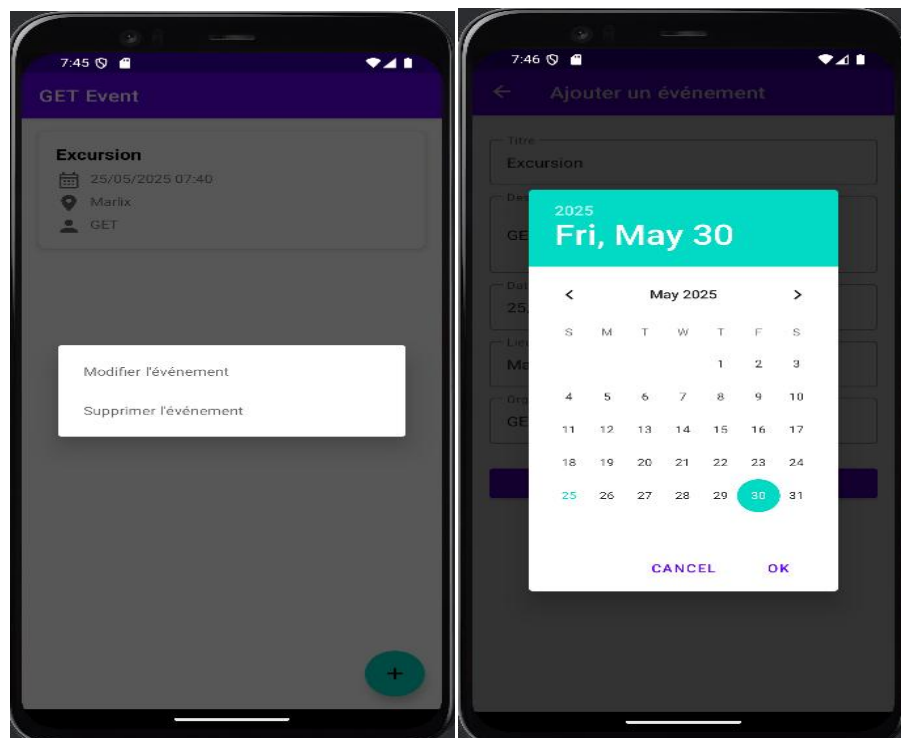 7:45
GET Event
Excursion
25/05/2025 07:40
Marlix
GET
Modifier l'événement
Supprimer l'événement
+
7:46
Ajouter un événement
Titre
Excursion
GE
25,
Ma
GE
2025
Fri, May 30
May 2025
S M T W T F S
1 2 3
4 5 6 7 8 9 10
11 12 13 14 15 16 17
18 19 20 21 22 23 24
25 26 27 28 29 30 31
CANCEL OK